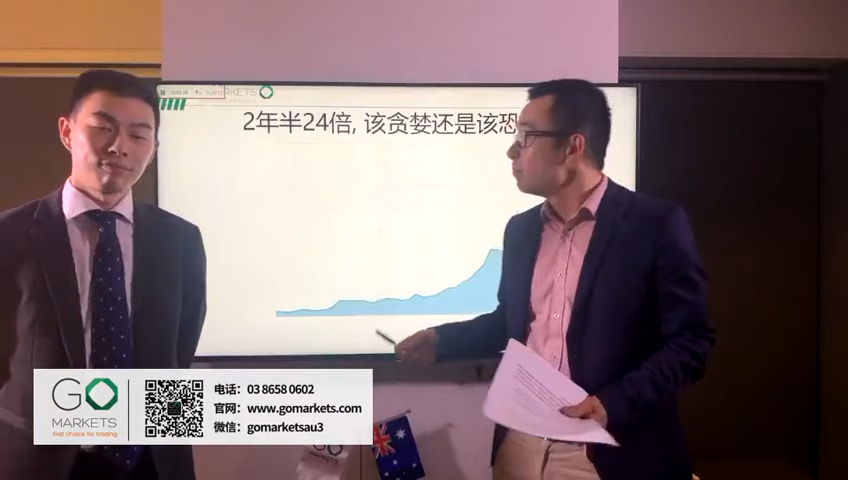 MARKETS
2年半24倍, 该贪婪还是该恐
GO
MARKETS
first choice for trading
电话: 03 8658 0602
官网: www.gomarkets.com
微信: gomarketsau3
GO
MARKETS